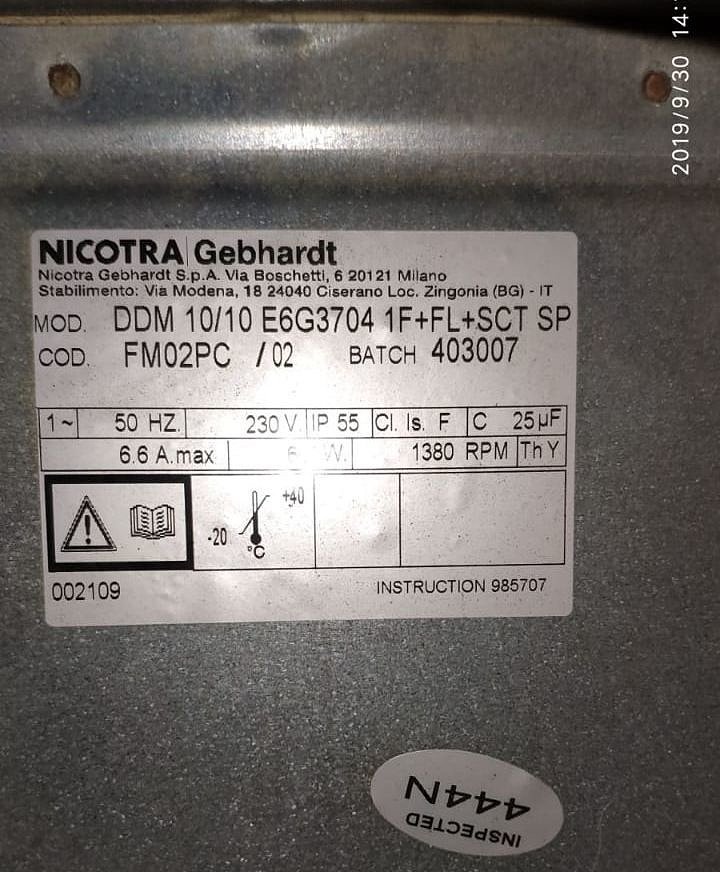 2019/9/30 14:
NICOTRA Gebhardt
Nicotra Gebhardt S.p.A. Via Boschetti, 6 20121 Milano
Stabilimento: Via Modena, 18 24040 Ciserano Loc. Zingonia (BG) - IT
MOD. DDM 10/10 E6G3704 1F+FL+SCT SP
COD. FM02PC /02 BATCH 403007
1~ 50 HZ. 230 V. IP 55 Cl. Is. F C 25µF
6.6 A.max W. 1380 RPM Th Y
-20 +40
°C
002109 INSTRUCTION 985707
444N
INSPECTED